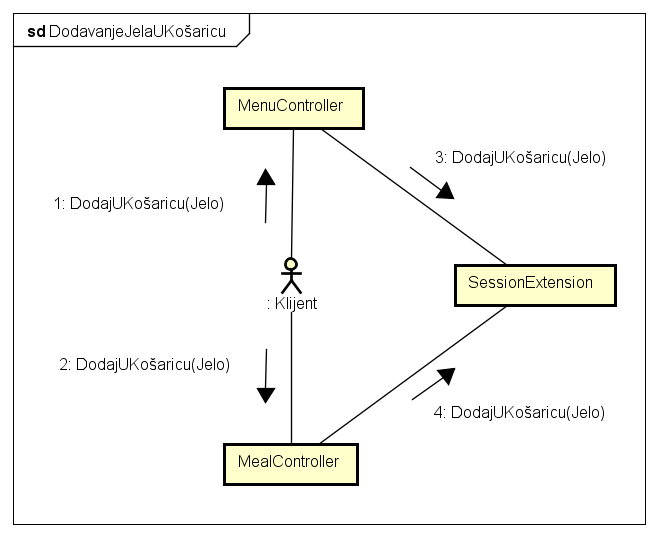 sd DodavanjeJelaUKošaricu
MenuController
3: DodajUKošaricu(Jelo)
1: DodajUKošaricu(Jelo)
SessionExtension
: Klijent
2: DodajUKošaricu(Jelo)
4: DodajUKošaricu(Jelo)
MealController